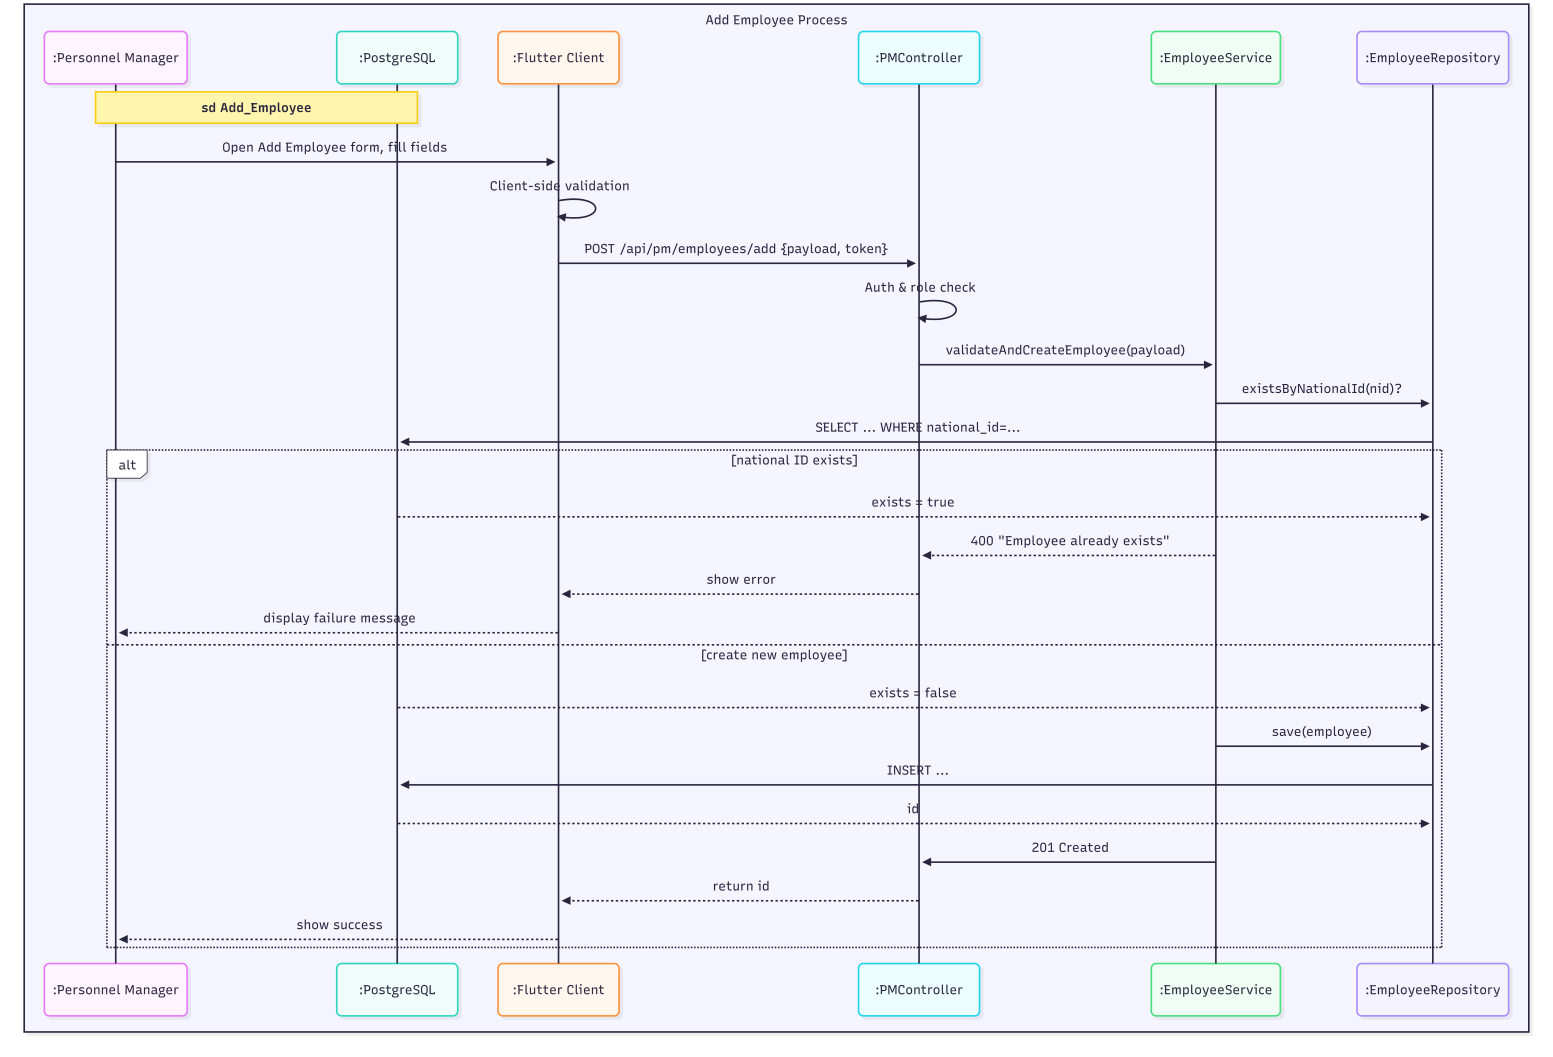 Add Employee Process
:Personnel Manager
:PostgreSQL
:Flutter Client
:PMController
:EmployeeService
:EmployeeRepository
sd Add_Employee
Open Add Employee form, fill fields
Client-side validation
POST /api/pm/employees/add {payload, token}
Auth & role check
validateAndCreateEmployee(payload)
existsByNationalId(nid)?
SELECT ... WHERE national_id=...
alt
[national ID exists]
exists = true
400 "Employee already exists"
show error
display failure message
[create new employee]
exists = false
save(employee)
INSERT ...
id
201 Created
return id
show success
:Personnel Manager
:PostgreSQL
:Flutter Client
:PMController
:EmployeeService
:EmployeeRepository